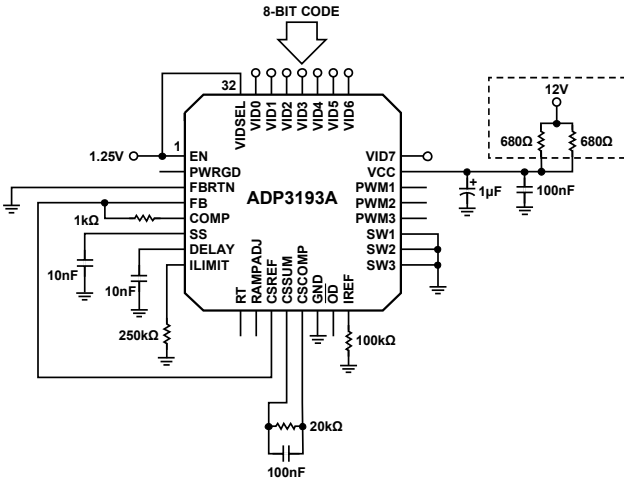 8-BIT CODE
32
VIDSEL
VID0
VID1
VID2
VID3
VID4
VID5
VID6
12V
680Ω
680Ω
1
1.25V
EN
PWRGD
FBRTN
FB
COMP
SS
DELAY
ILIMIT
ADP3193A
VID7
VCC
PWM1
PWM2
PWM3
SW1
SW2
SW3
+
1µF
100nF
1kΩ
10nF
10nF
250kΩ
RT
RAMPADJ
CSREF
CSSUM
CSCOMP
GND
OD
IREF
100kΩ
20kΩ
100nF